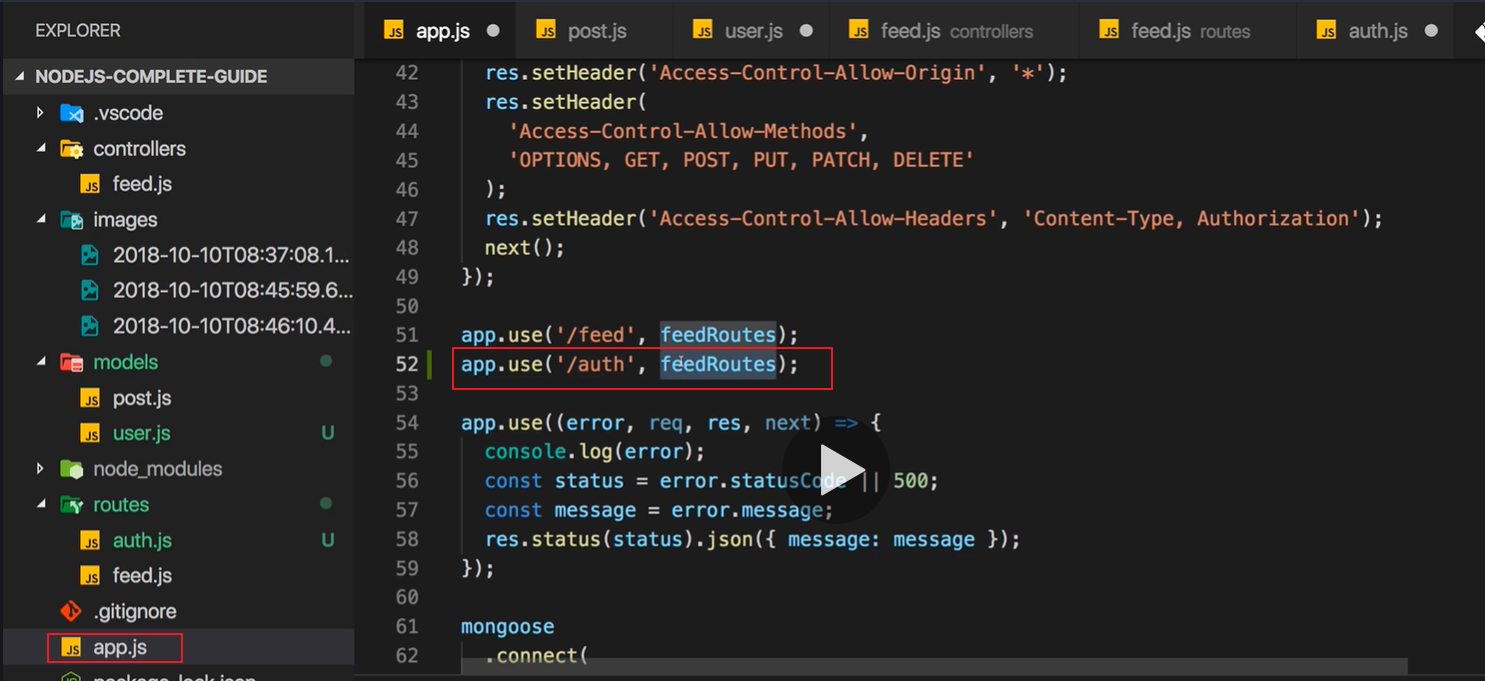 EXPLORER
NODEJS-COMPLETE-GUIDE
.vscode
controllers
JS feed.js
images
2018-10-10T08:37:08.1...
2018-10-10T08:45:59.6...
2018-10-10T08:46:10.4...
models
JS post.js
JS user.js U
node_modules
routes
JS auth.js U
JS feed.js
.gitignore
JS app.js
package-lock.json
JS app.js JS post.js JS user.js JS feed.js controllers JS feed.js routes JS auth.js
42 res.setHeader('Access-Control-Allow-Origin', '*');
43 res.setHeader(
44 'Access-Control-Allow-Methods',
45 'OPTIONS, GET, POST, PUT, PATCH, DELETE'
46 );
47 res.setHeader('Access-Control-Allow-Headers', 'Content-Type, Authorization');
48 next();
49 });
50
51 app.use('/feed', feedRoutes);
52 app.use('/auth', feedRoutes);
53
54 app.use((error, req, res, next) => {
55 console.log(error);
56 const status = error.statusCode || 500;
57 const message = error.message;
58 res.status(status).json({ message: message });
59 });
60
61 mongoose
62 .connect(